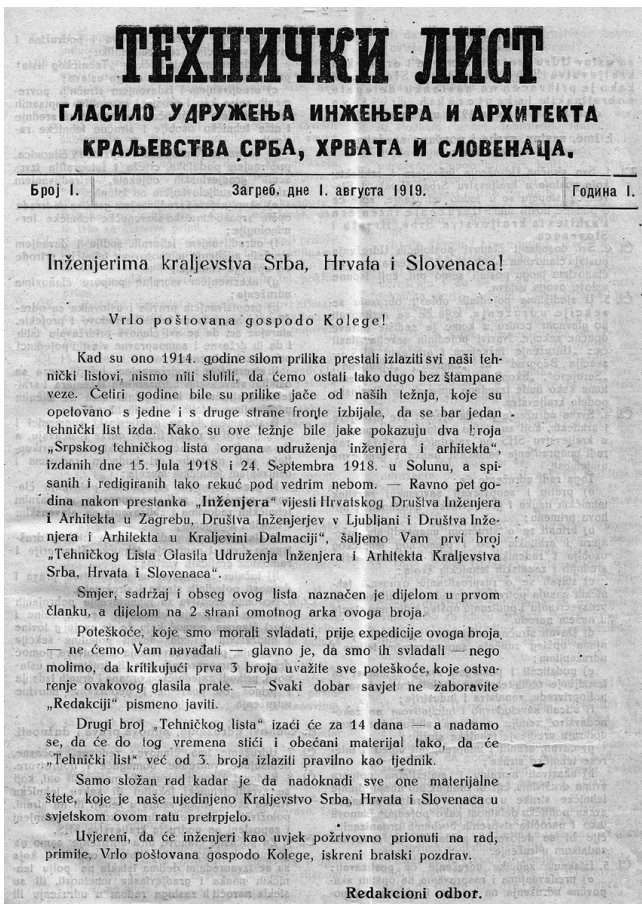 ТЕХНИЧКИ ЛИСТ
ГЛАСИЛО УДРУЖЕЊА ИНЖЕЊЕРА И АРХИТЕКТА
КРАЉЕВСТВА СРБА, ХРВАТА И СЛОВЕНАЦА.
Број 1. Загреб, дне 1. августа 1919. Година 1.
Inženjerima kraljevstva Srba, Hrvata i Slovenaca!
Vrlo poštovana gospodo Kolege!
Kad su ono 1914. godine silom prilika prestali izlaziti svi naši teh-
nički listovi, nismo niti slutili, da ćemo ostati tako dugo bez štampane
veze. Četiri godine bile su prilike jače od naših težnja, koje su
opetovano s jedne i s druge strane fronte izbijale, da se bar jedan
tehnički list izda. Kako su ove težnje bile jake pokazuju dva broja
„Srpskog tehničkog lista organa udruženja inženjera i arhitekta“,
izdanih dne 15. Jula 1918 i 24. Septembra 1918. u Solunu, a spi-
sanih i redigiranih tako rekuć pod vedrim nebom. — Ravno pet go-
dina nakon prestanka „Inženjera“ vijesti Hrvatskog Društva Inženjera
i Arhitekta u Zagrebu, Društva Inženjerjev v Ljubljani i Društva Inže-
njera i Arhitekta u Kraljevini Dalmaciji“, šaljemo Vam prvi broj
„Tehničkog Lista Glasila Udruženja Inženjera i Arhitekta Kraljevstva
Srba, Hrvata i Slovenaca“.
Smjer, sadržaj i obseg ovog lista naznačen je dijelom u prvom
članku, a dijelom na 2 strani omotnog arka ovoga broja.
Poteškoće, koje smo morali svladati, prije expedicije ovoga broja
— ne ćemo Vam navađati — glavno je, da smo ih svladali — nego
molimo, da kritikujući prva 3 broja uvažite sve poteškoće, koje ostva-
renje ovakovog glasila prate. — Svaki dobar savjet ne zaboravite
„Redakciji“ pismeno javiti.
Drugi broj „Tehničkog lista“ izaći će za 14 dana — a nadamo
se, da će do tog vremena stići i obećani materijal tako, da će
„Tehnički list“ već od 3. broja izlaziti pravilno kao tjednik.
Samo složan rad kadar je da nadoknadi sve one materijalne
štete, koje je naše ujedinjeno Kraljevstvo Srba, Hrvata i Slovenaca u
svjetskom ovom ratu pretrpjelo.
Uvjereni, da će inženjeri kao uvjek požrtvovno prionuti na rad,
primite, Vrlo poštovana gospodo Kolege, iskreni bratski pozdrav.
Redakcioni odbor.